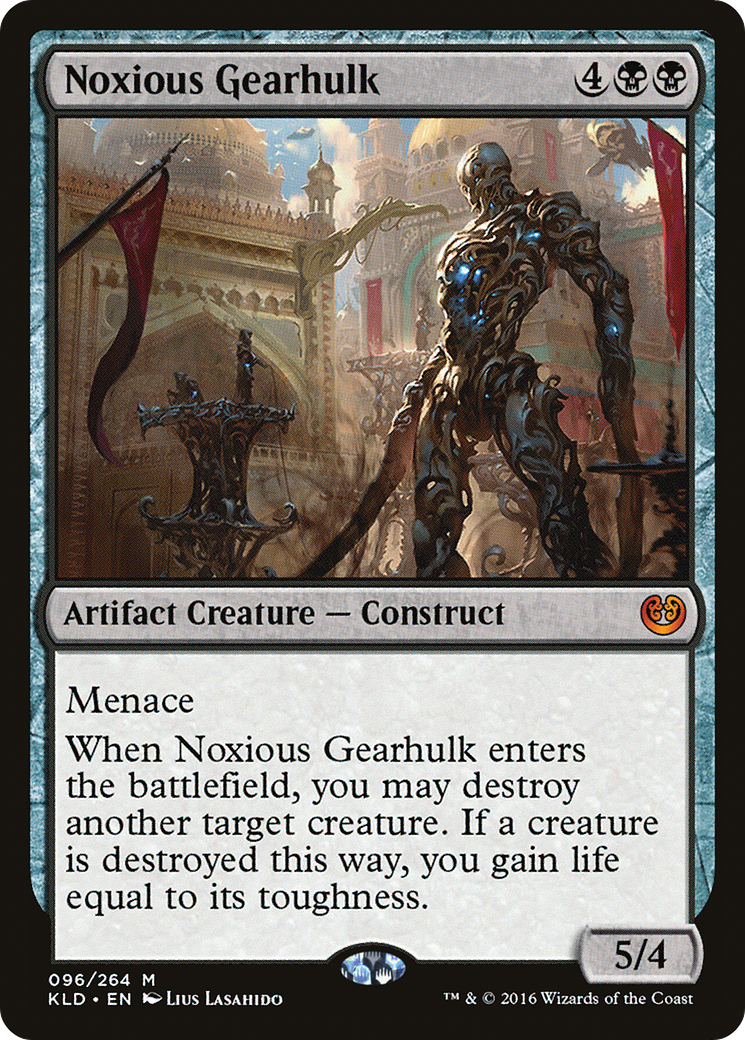 Noxious Gearhulk 4
Artifact Creature — Construct
Menace
When Noxious Gearhulk enters
the battlefield, you may destroy
another target creature. If a creature
is destroyed this way, you gain life
equal to its toughness.
5/4
096/264 M
KLD • EN Lius Lasahido
™ & © 2016 Wizards of the Coast